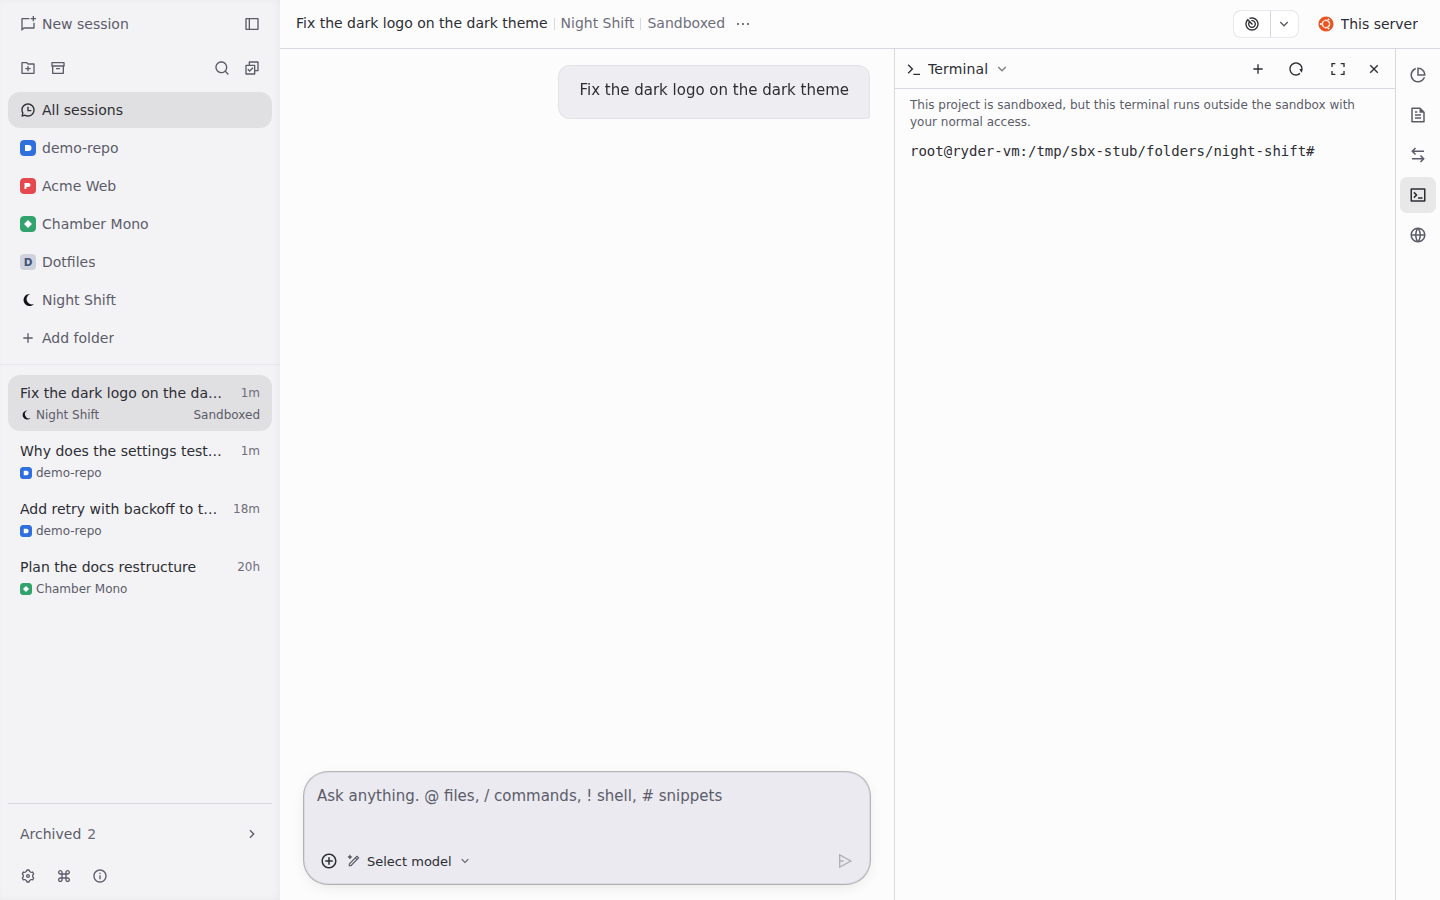 New session
All sessions
demo-repo
Acme Web
Chamber Mono
D Dotfiles
Night Shift
Add folder
Fix the dark logo on the da... 1m
Night Shift Sandboxed
Why does the settings test... 1m
demo-repo
Add retry with backoff to t... 18m
demo-repo
Plan the docs restructure 20h
Chamber Mono
Archived 2
Fix the dark logo on the dark theme | Night Shift | Sandboxed ...
This server
Fix the dark logo on the dark theme
Ask anything. @ files, / commands, ! shell, # snippets
Select model
Terminal
This project is sandboxed, but this terminal runs outside the sandbox with
your normal access.
root@ryder-vm:/tmp/sbx-stub/folders/night-shift#